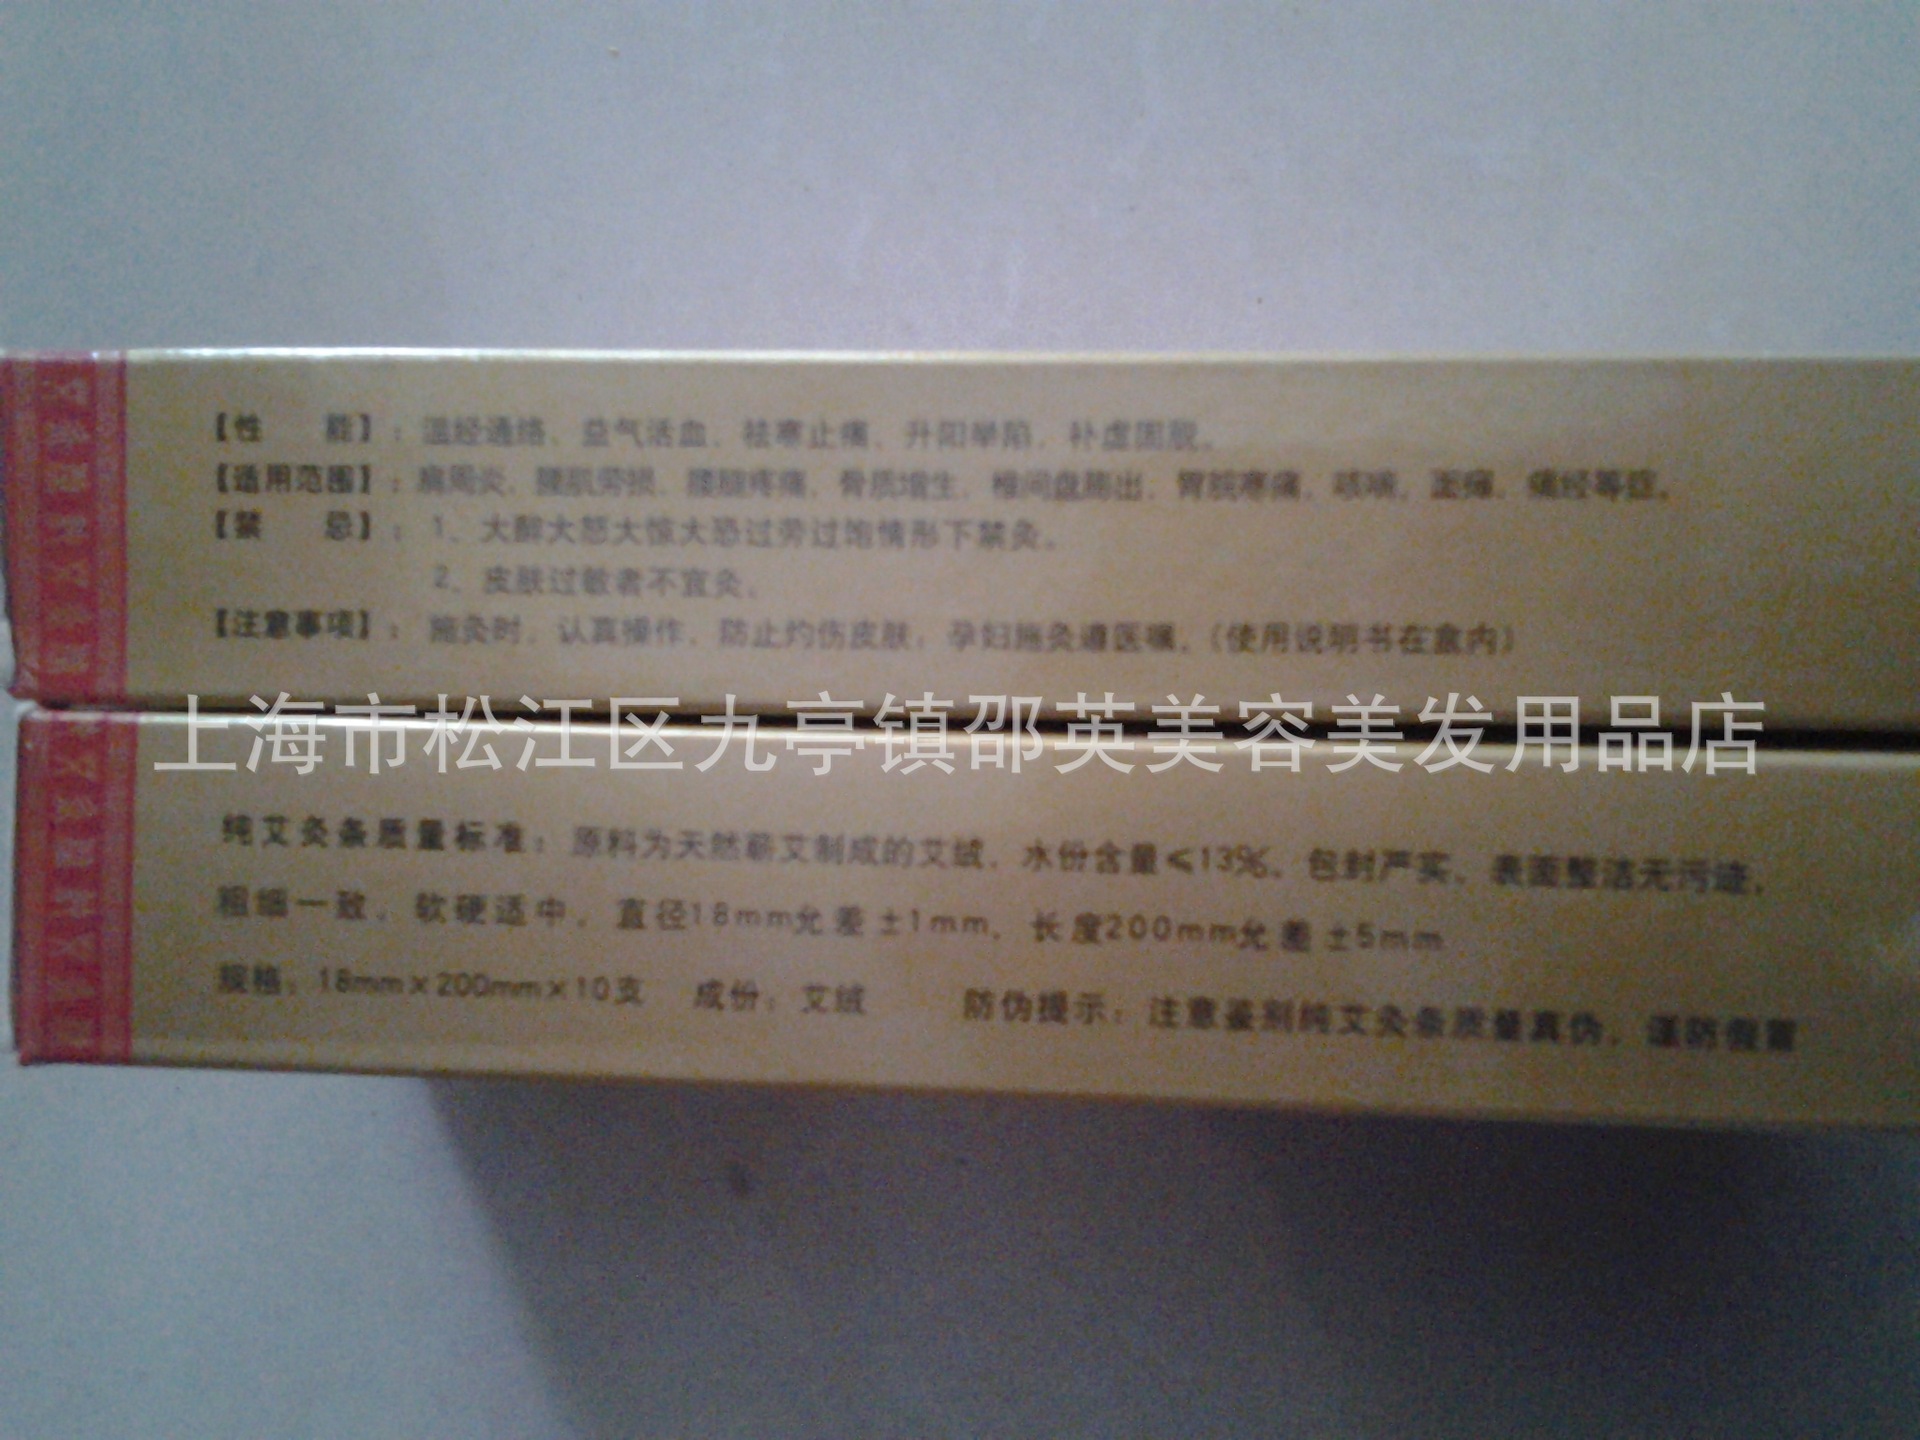 【性　　能】：温经通络、益气活血、祛寒止痛、升阳举陷、补虚固脱。
【适用范围】：肩周炎、腰肌劳损、腰腿疼痛、骨质增生、椎间盘膨出、胃脘寒痛、咳喘、面瘫、痛经等症。
【禁　　忌】：1、大醉大怒大惊大恐过劳过饱情形下禁灸。
2、皮肤过敏者不宜灸。
【注意事项】：施灸时，认真操作，防止灼伤皮肤；孕妇施灸遵医嘱。（使用说明书在盒内）
上海市松江区九亭镇邵英美容美发用品店
纯艾灸条质量标准：原料为天然蕲艾制成的艾绒，水份含量≤13%。包封严实，表面整洁无污迹，
粗细一致，软硬适中，直径18mm允差±1mm，长度200mm允差±5mm
规格：18mm×200mm×10支　成份：艾绒　防伪提示：注意鉴别纯艾灸条质量真伪，谨防假冒